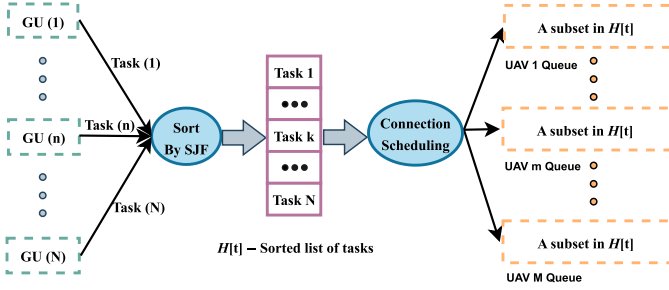 GU (1)
Task (1)
GU (n)
Task (n)
GU (N)
Task (N)
Sort
By SJF
Task 1
Task k
Task N
H[t] – Sorted list of tasks
Connection
Scheduling
A subset in H[t]
UAV 1 Queue
A subset in H[t]
UAV m Queue
A subset in H[t]
UAV M Queue